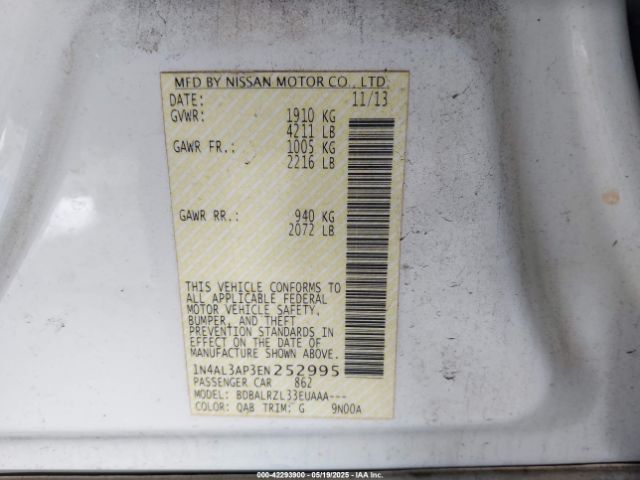 MFD BY NISSAN MOTOR CO., LTD.
DATE: 11/13
GVWR: 1910 KG
4211 LB
GAWR FR.: 1005 KG
2216 LB
GAWR RR.: 940 KG
2072 LB
THIS VEHICLE CONFORMS TO
ALL APPLICABLE FEDERAL
MOTOR VEHICLE SAFETY,
BUMPER, AND THEFT
PREVENTION STANDARDS IN
EFFECT ON THE DATE OF
MANUFACTURE SHOWN ABOVE.
1N4AL3AP3EN252995
PASSENGER CAR 862
MODEL: BDBALRZL33EUAAA---
COLOR: QAB TRIM: G 9N00A
000-42293900 - 05/19/2025 - IAA Inc.